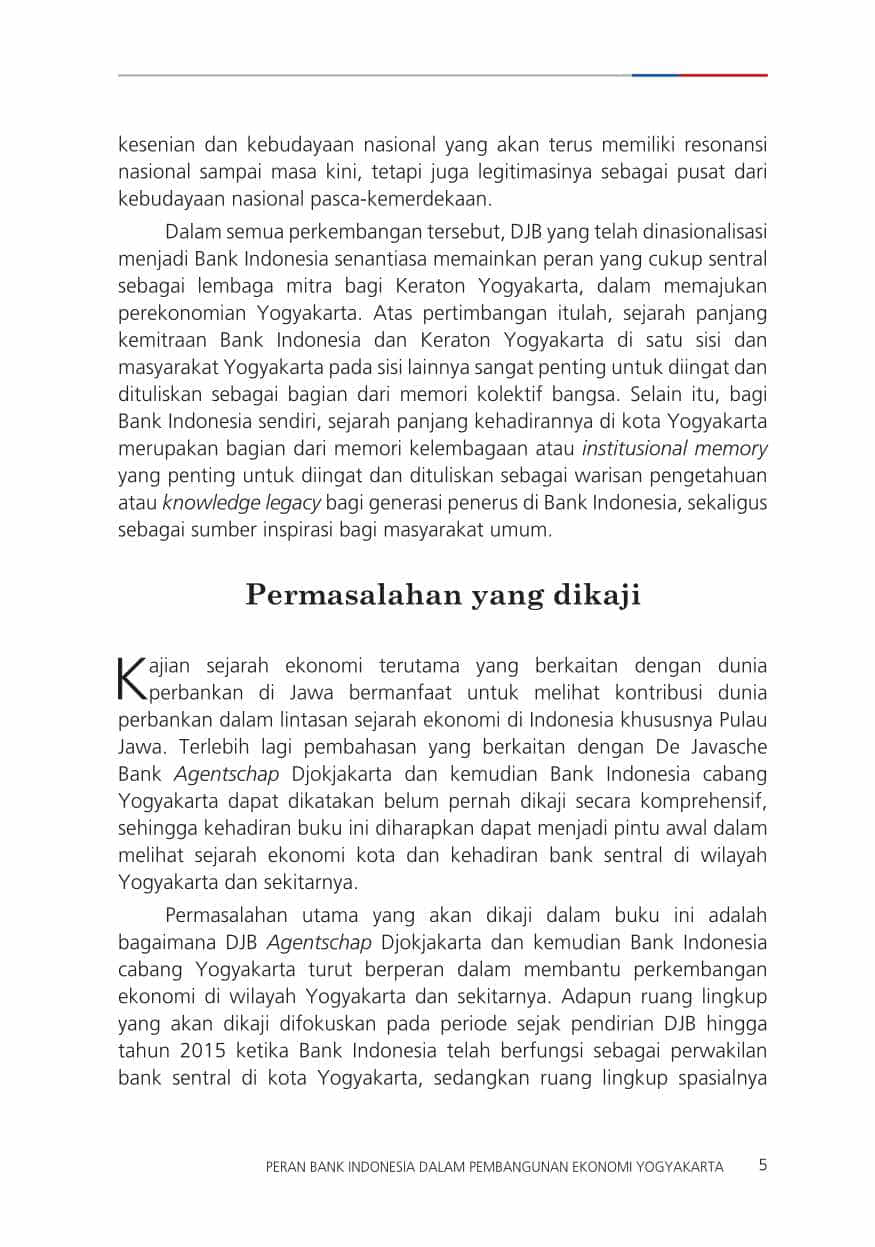 kesenian dan kebudayaan nasional yang akan terus memiliki resonansi
nasional sampai masa kini, tetapi juga legitimasinya sebagai pusat dari
kebudayaan nasional pasca-kemerdekaan.
Dalam semua perkembangan tersebut, DJB yang telah dinasionalisasi
menjadi Bank Indonesia senantiasa memainkan peran yang cukup sentral
sebagai lembaga mitra bagi Keraton Yogyakarta, dalam memajukan
perekonomian Yogyakarta. Atas pertimbangan itulah, sejarah panjang
kemitraan Bank Indonesia dan Keraton Yogyakarta di satu sisi dan
masyarakat Yogyakarta pada sisi lainnya sangat penting untuk diingat dan
dituliskan sebagai bagian dari memori kolektif bangsa. Selain itu, bagi
Bank Indonesia sendiri, sejarah panjang kehadirannya di kota Yogyakarta
merupakan bagian dari memori kelembagaan atau institusional memory
yang penting untuk diingat dan dituliskan sebagai warisan pengetahuan
atau knowledge legacy bagi generasi penerus di Bank Indonesia, sekaligus
sebagai sumber inspirasi bagi masyarakat umum.
Permasalahan yang dikaji
Kajian sejarah ekonomi terutama yang berkaitan dengan dunia
perbankan di Jawa bermanfaat untuk melihat kontribusi dunia
perbankan dalam lintasan sejarah ekonomi di Indonesia khususnya Pulau
Jawa. Terlebih lagi pembahasan yang berkaitan dengan De Javasche
Bank Agentschap Djokjakarta dan kemudian Bank Indonesia cabang
Yogyakarta dapat dikatakan belum pernah dikaji secara komprehensif,
sehingga kehadiran buku ini diharapkan dapat menjadi pintu awal dalam
melihat sejarah ekonomi kota dan kehadiran bank sentral di wilayah
Yogyakarta dan sekitarnya.
Permasalahan utama yang akan dikaji dalam buku ini adalah
bagaimana DJB Agentschap Djokjakarta dan kemudian Bank Indonesia
cabang Yogyakarta turut berperan dalam membantu perkembangan
ekonomi di wilayah Yogyakarta dan sekitarnya. Adapun ruang lingkup
yang akan dikaji difokuskan pada periode sejak pendirian DJB hingga
tahun 2015 ketika Bank Indonesia telah berfungsi sebagai perwakilan
bank sentral di kota Yogyakarta, sedangkan ruang lingkup spasialnya
PERAN BANK INDONESIA DALAM PEMBANGUNAN EKONOMI YOGYAKARTA 5